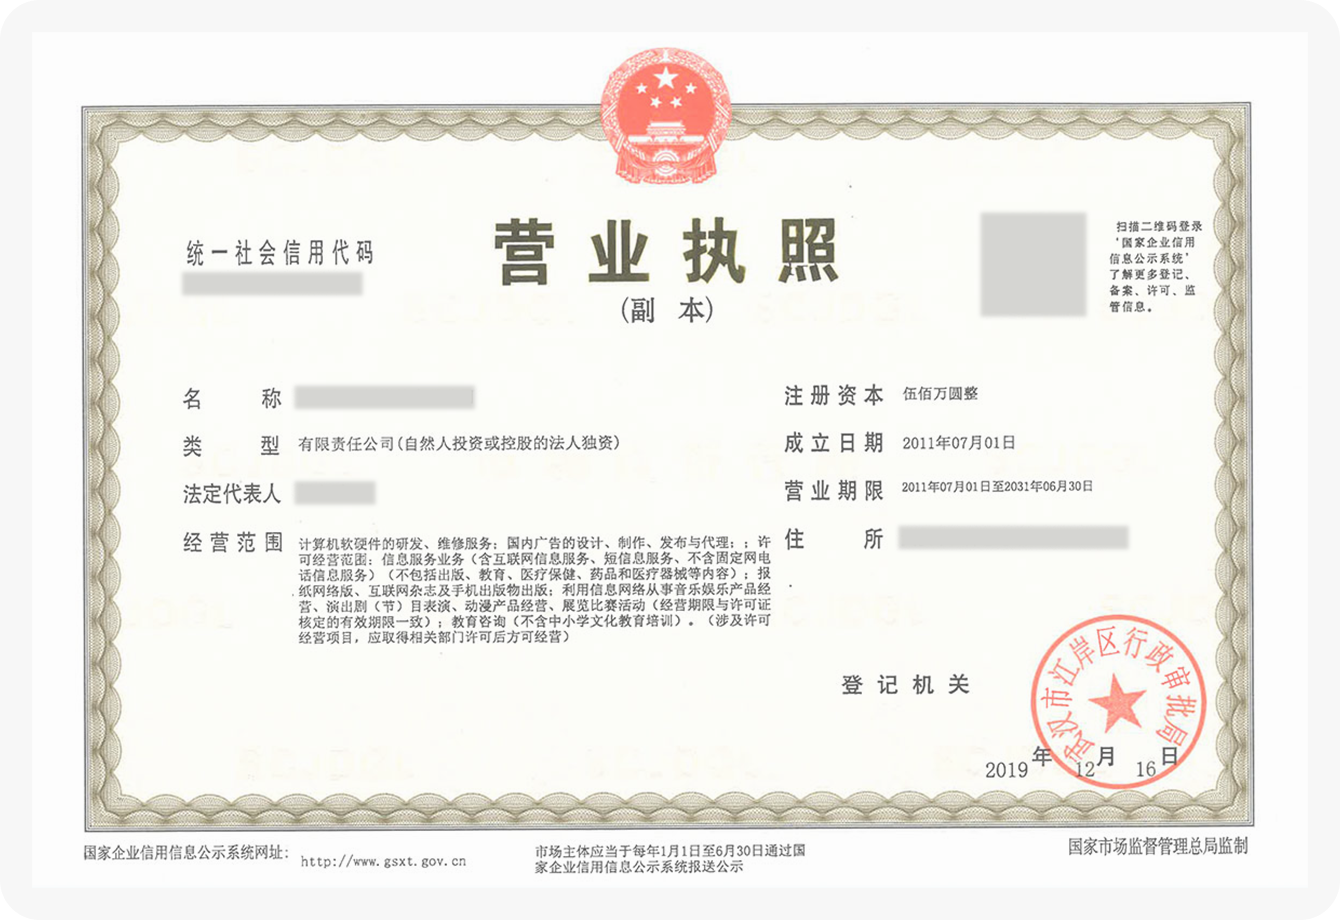 营业执照
(副 本)
统一社会信用代码
扫描二维码登录
‘国家企业信用
信息公示系统’
了解更多登记、
备案、许可、监
管信息。
名 称
类 型 有限责任公司(自然人投资或控股的法人独资)
法定代表人
经营范围 计算机软硬件的研发、维修服务；国内广告的设计、制作、发布与代理；；许
可经营范围：信息服务业务（含互联网信息服务、短信息服务、不含固定网电
话信息服务）（不包括出版、教育、医疗保健、药品和医疗器械等内容）；报
纸网络版、互联网杂志及手机出版物出版；利用信息网络从事音乐娱乐产品经
营、演出剧（节）目表演、动漫产品经营、展览比赛活动（经营期限与许可证
核定的有效期限一致）；教育咨询（不含中小学文化教育培训）。（涉及许可
经营项目，应取得相关部门许可后方可经营）
注册资本 伍佰万圆整
成立日期 2011年07月01日
营业期限 2011年07月01日至2031年06月30日
住 所
登记机关
武汉市江岸区行政审批局
2019年12月16日
国家企业信用信息公示系统网址：http://www.gsxt.gov.cn
市场主体应当于每年1月1日至6月30日通过国
家企业信用信息公示系统报送公示
国家市场监督管理总局监制